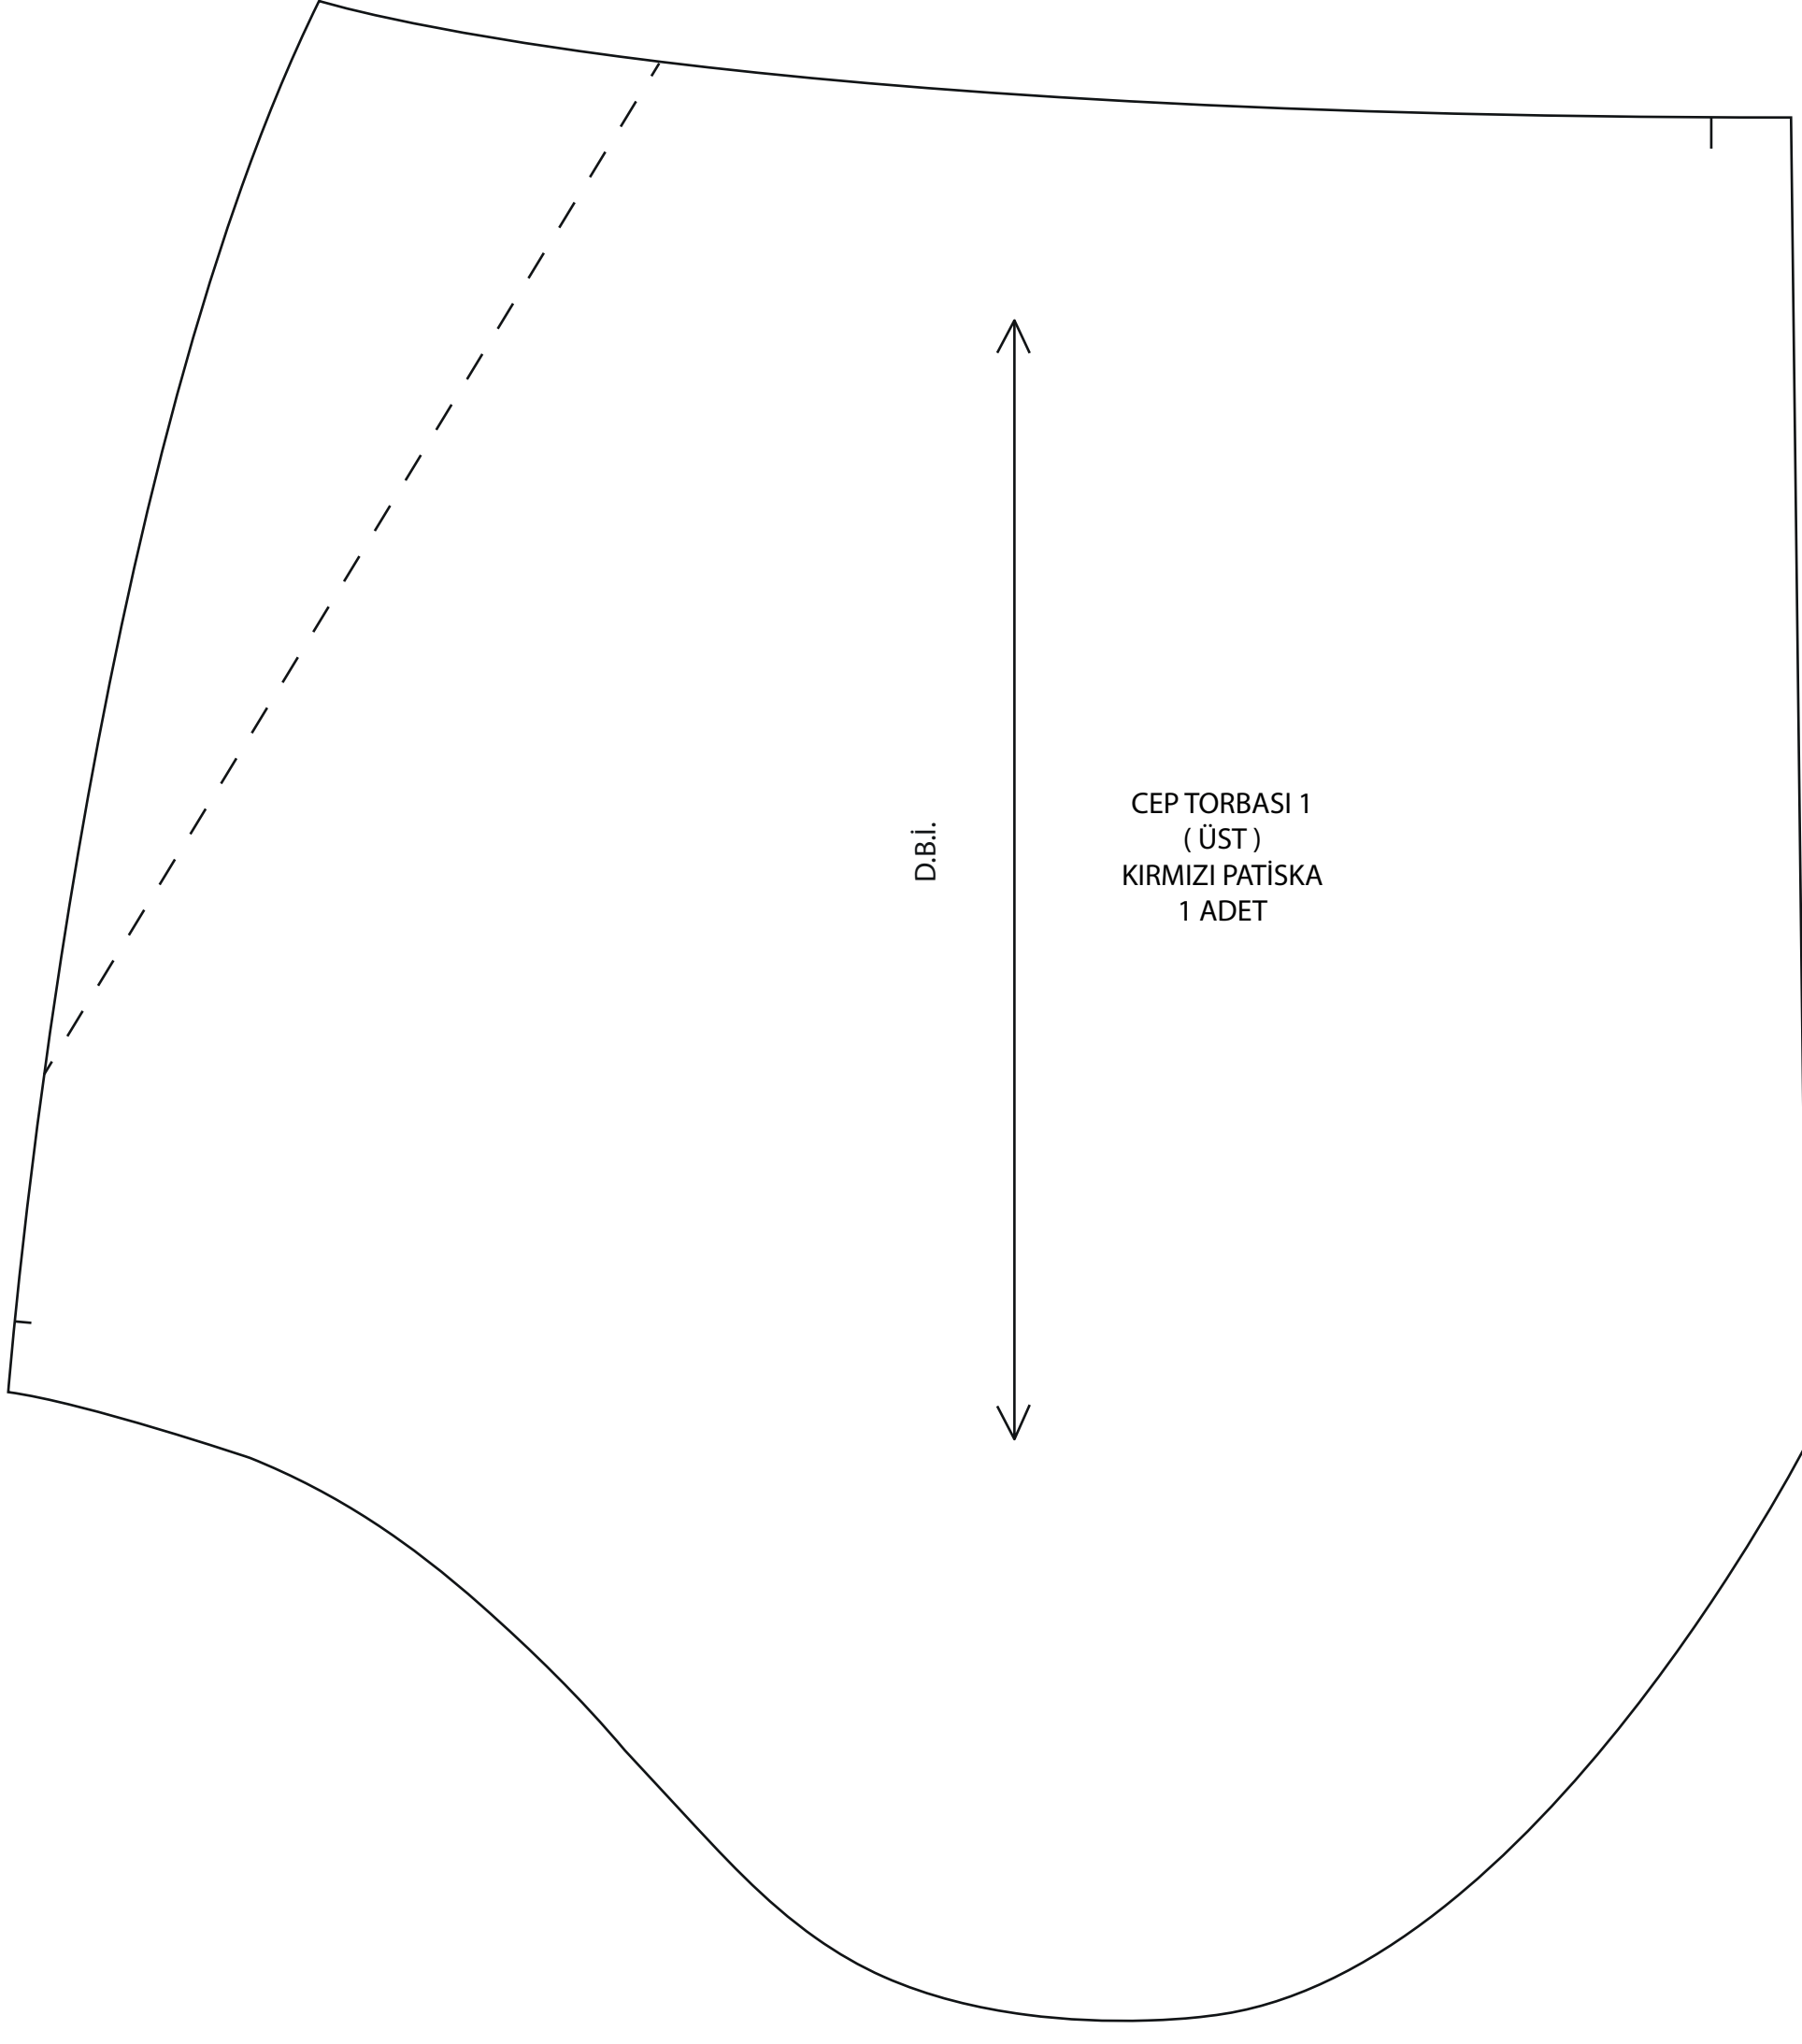 D.B.İ.
CEP TORBASI 1
( ÜST )
KIRMIZI PATİSKA
1 ADET